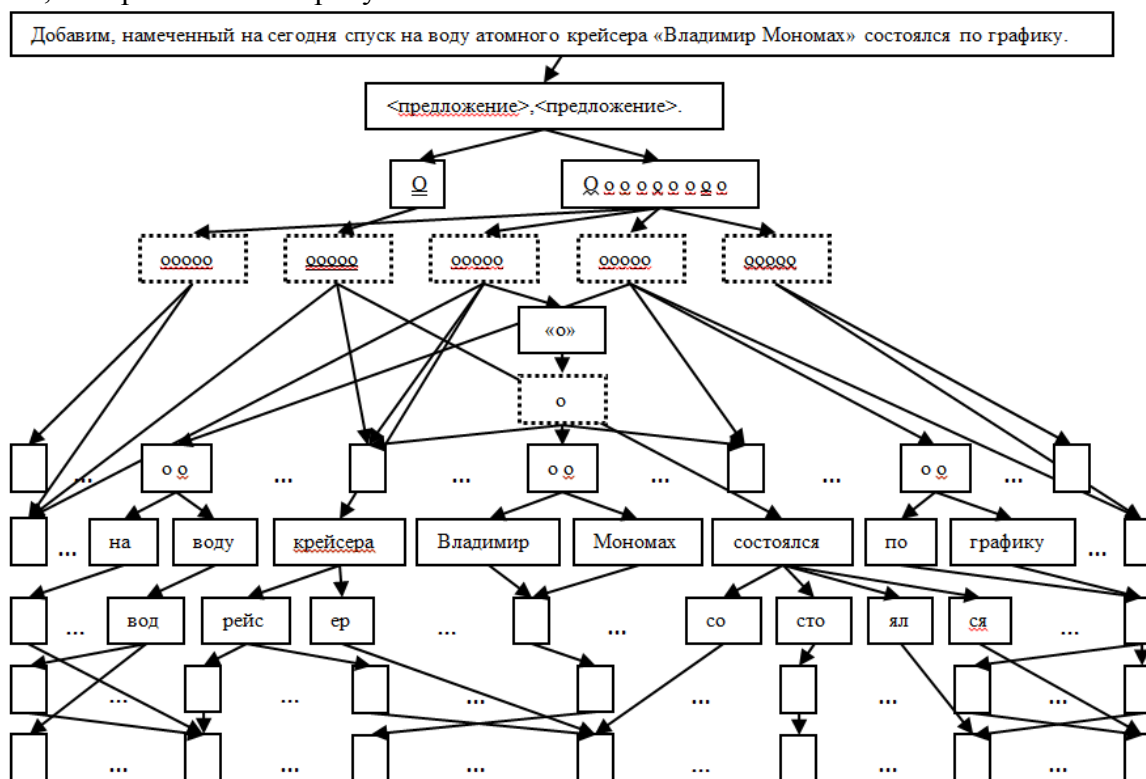 Добавим, намеченный на сегодня спуск на воду атомного крейсера «Владимир Мономах» состоялся по графику.
<предложение>,<предложение>.
О О о о о о о о о
ооооо ооооо ооооо ооооо ооооо
«о»
о
... о о ... ... о о ... ... о о ...
... на воду крейсера Владимир Мономах состоялся по графику ...
... вод рейс ер ... ... со сто ял ся ...
... ... ... ... ... ...
... ... ... ... ... ...